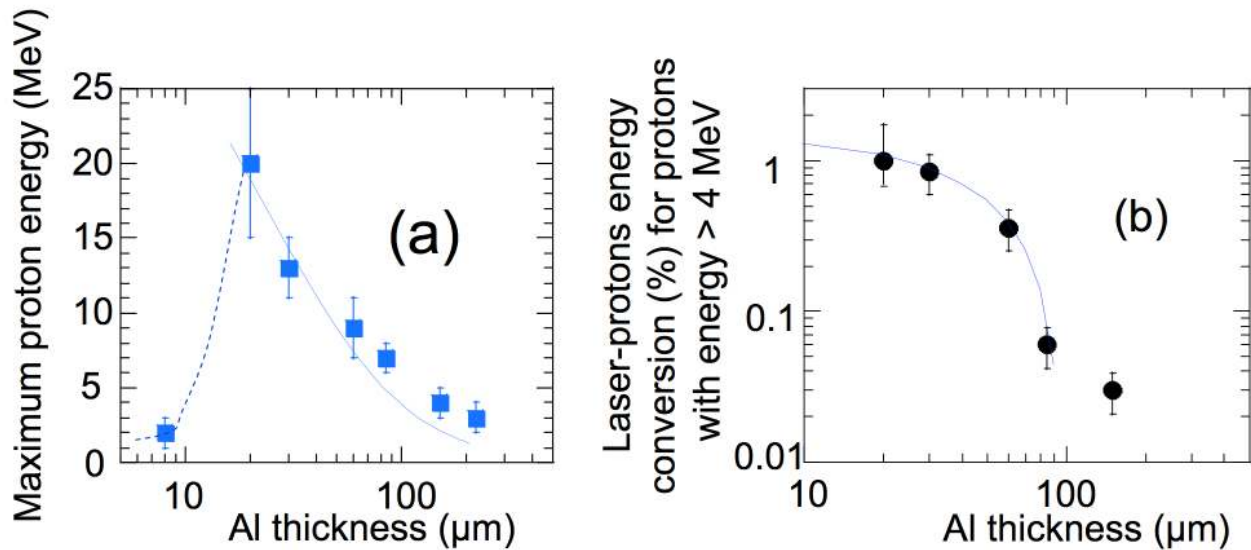 Maximum proton energy (MeV)
25
20
15
10
5
0
(a)
10
100
Al thickness (µm)
Laser-protons energy
conversion (%) for protons
with energy > 4 MeV
1
0.1
0.01
(b)
10
100
Al thickness (µm)